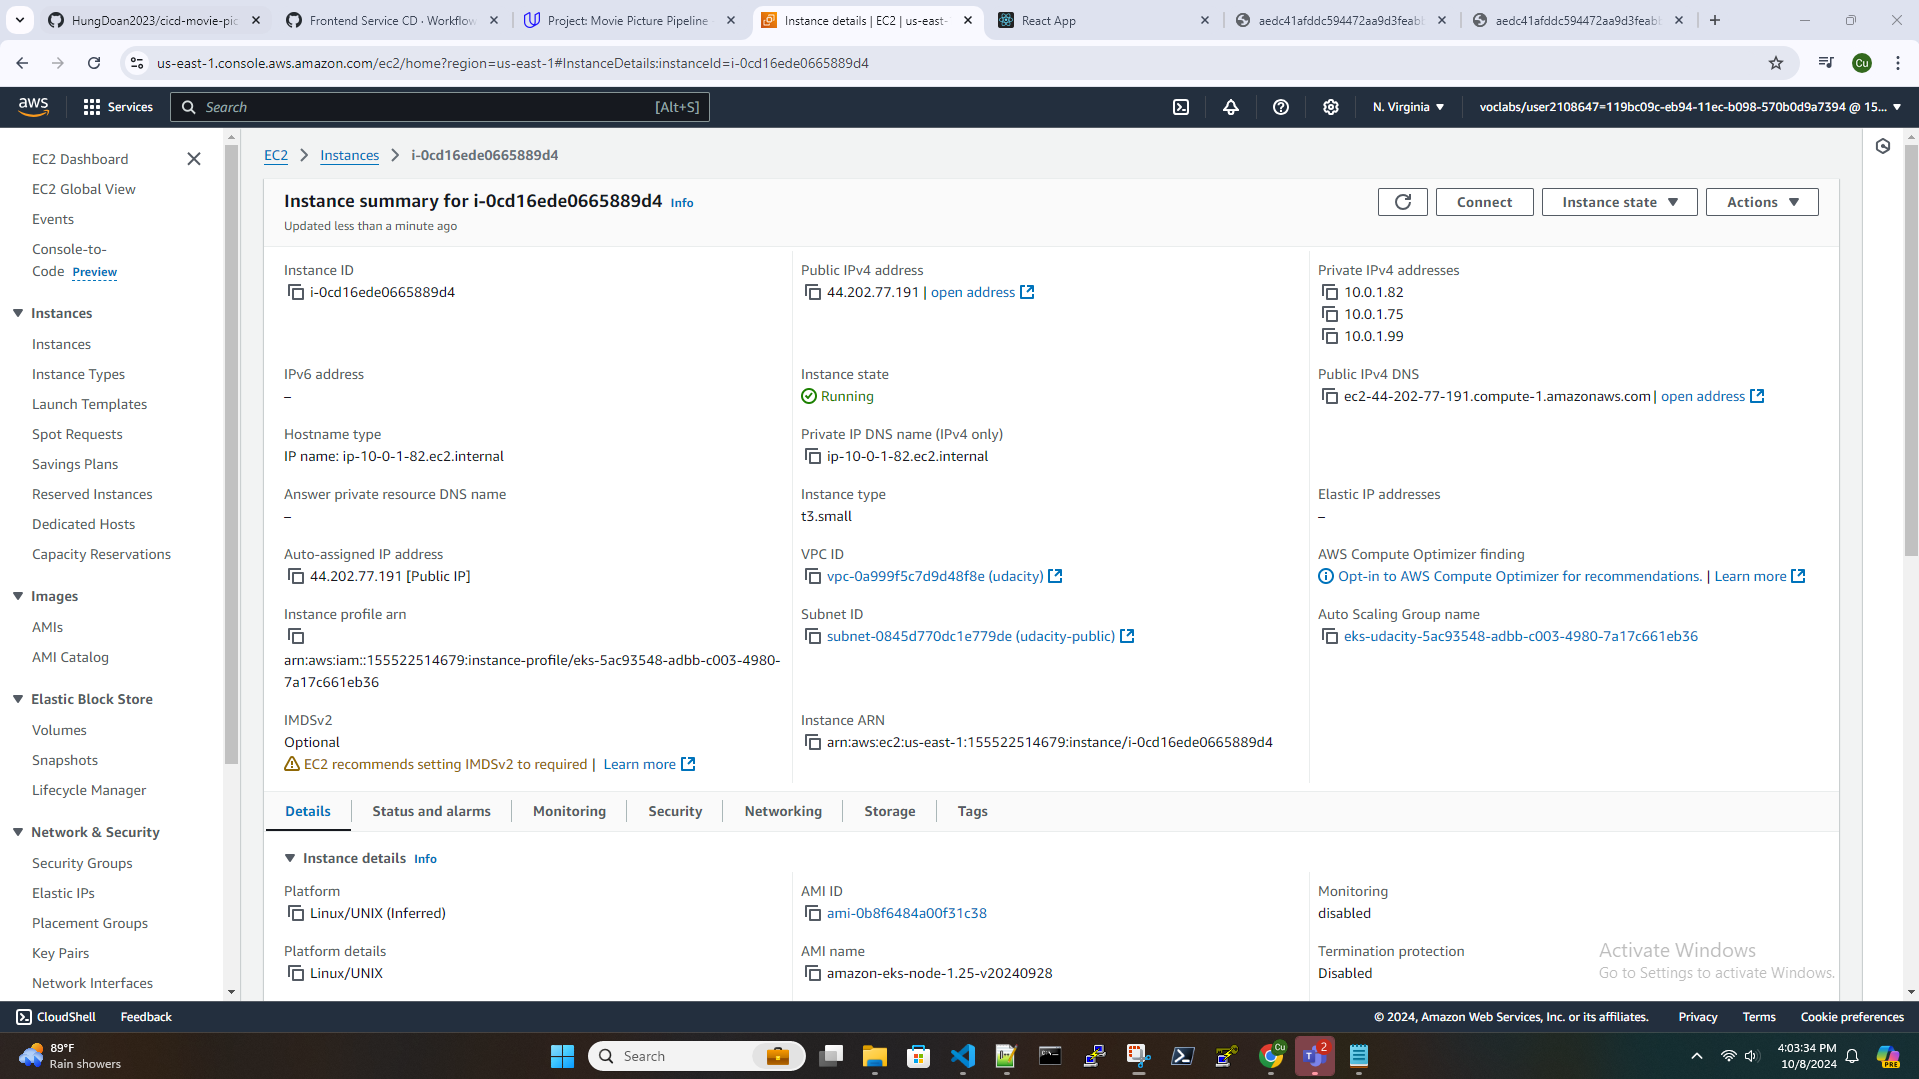 HungDoan2023/cicd-movie-pic
Frontend Service CD · Workflow
Project: Movie Picture Pipeline
Instance details | EC2 | us-east-
React App
aedc41afddc594472aa9d3feabb
aedc41afddc594472aa9d3feabb
us-east-1.console.aws.amazon.com/ec2/home?region=us-east-1#InstanceDetails:instanceId=i-0cd16ede0665889d4
Cu
aws
Services
Search
[Alt+S]
N. Virginia
voclabs/user2108647=119bc09c-eb94-11ec-b098-570b0d9a7394 @ 15...
EC2 Dashboard
EC2 Global View
Events
Console-to-
Code Preview
Instances
Instances
Instance Types
Launch Templates
Spot Requests
Savings Plans
Reserved Instances
Dedicated Hosts
Capacity Reservations
Images
AMIs
AMI Catalog
Elastic Block Store
Volumes
Snapshots
Lifecycle Manager
Network & Security
Security Groups
Elastic IPs
Placement Groups
Key Pairs
Network Interfaces
EC2
Instances
i-0cd16ede0665889d4
Instance summary for i-0cd16ede0665889d4 Info
Updated less than a minute ago
Connect
Instance state
Actions
Instance ID
i-0cd16ede0665889d4
Public IPv4 address
44.202.77.191 | open address
Private IPv4 addresses
10.0.1.82
10.0.1.75
10.0.1.99
IPv6 address
–
Instance state
Running
Public IPv4 DNS
ec2-44-202-77-191.compute-1.amazonaws.com | open address
Hostname type
IP name: ip-10-0-1-82.ec2.internal
Private IP DNS name (IPv4 only)
ip-10-0-1-82.ec2.internal
Answer private resource DNS name
–
Instance type
t3.small
Elastic IP addresses
–
Auto-assigned IP address
44.202.77.191 [Public IP]
VPC ID
vpc-0a999f5c7d9d48f8e (udacity)
AWS Compute Optimizer finding
Opt-in to AWS Compute Optimizer for recommendations. | Learn more
Instance profile arn
arn:aws:iam::155522514679:instance-profile/eks-5ac93548-adbb-c003-4980-
7a17c661eb36
Subnet ID
subnet-0845d770dc1e779de (udacity-public)
Auto Scaling Group name
eks-udacity-5ac93548-adbb-c003-4980-7a17c661eb36
IMDSv2
Optional
EC2 recommends setting IMDSv2 to required | Learn more
Instance ARN
arn:aws:ec2:us-east-1:155522514679:instance/i-0cd16ede0665889d4
Details
Status and alarms
Monitoring
Security
Networking
Storage
Tags
Instance details Info
Platform
Linux/UNIX (Inferred)
AMI ID
ami-0b8f6484a00f31c38
Monitoring
disabled
Platform details
Linux/UNIX
AMI name
amazon-eks-node-1.25-v20240928
Termination protection
Disabled
Activate Windows
Go to Settings to activate Windows.
CloudShell
Feedback
© 2024, Amazon Web Services, Inc. or its affiliates.
Privacy
Terms
Cookie preferences
89°F
Rain showers
Search
Cu
2
4:03:34 PM
10/8/2024
PRE